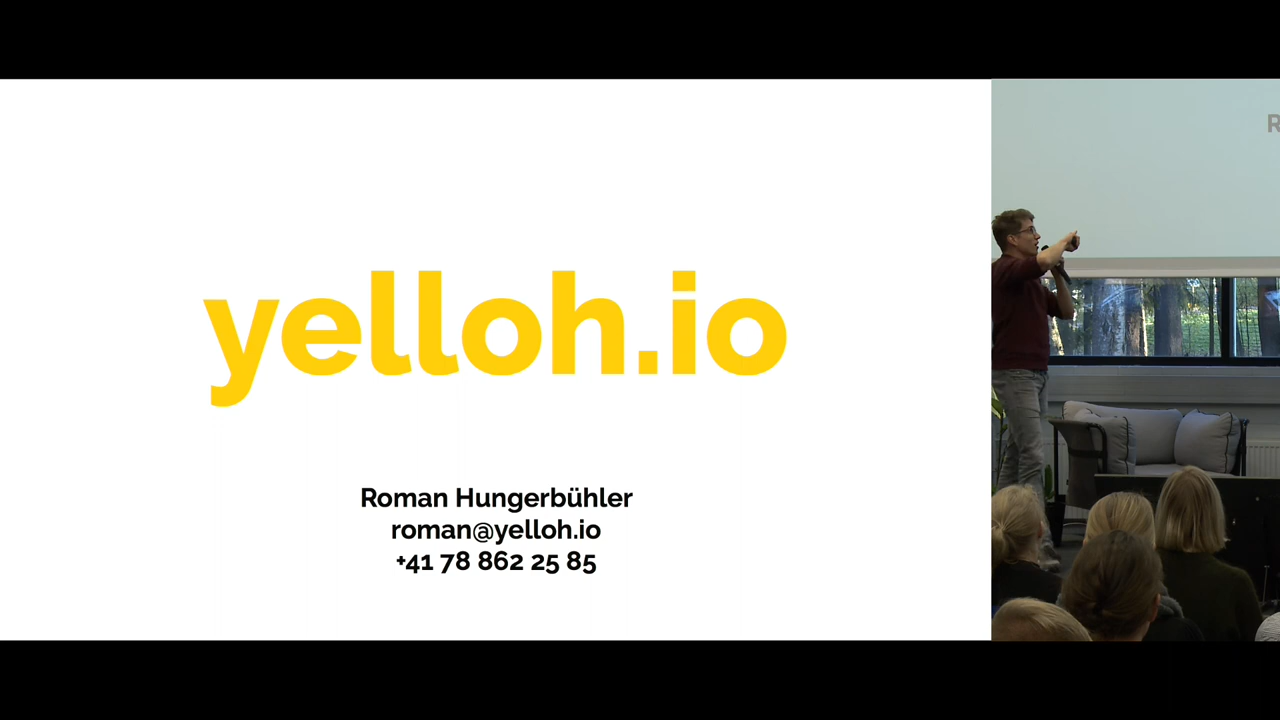 yelloh.io
Roman Hungerbühler
roman@yelloh.io
+41 78 862 25 85
R